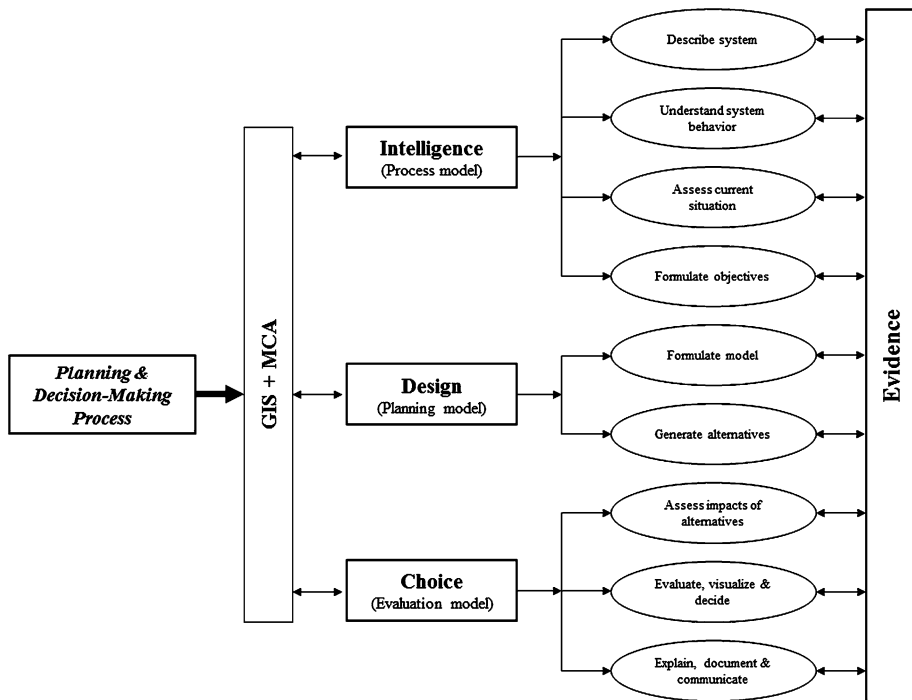 Planning &
Decision-Making
Process
GIS + MCA
Intelligence
(Process model)
Describe system
Understand system
behavior
Assess current
situation
Formulate objectives
Design
(Planning model)
Formulate model
Generate alternatives
Choice
(Evaluation model)
Assess impacts of
alternatives
Evaluate, visualize &
decide
Explain, document &
communicate
Evidence